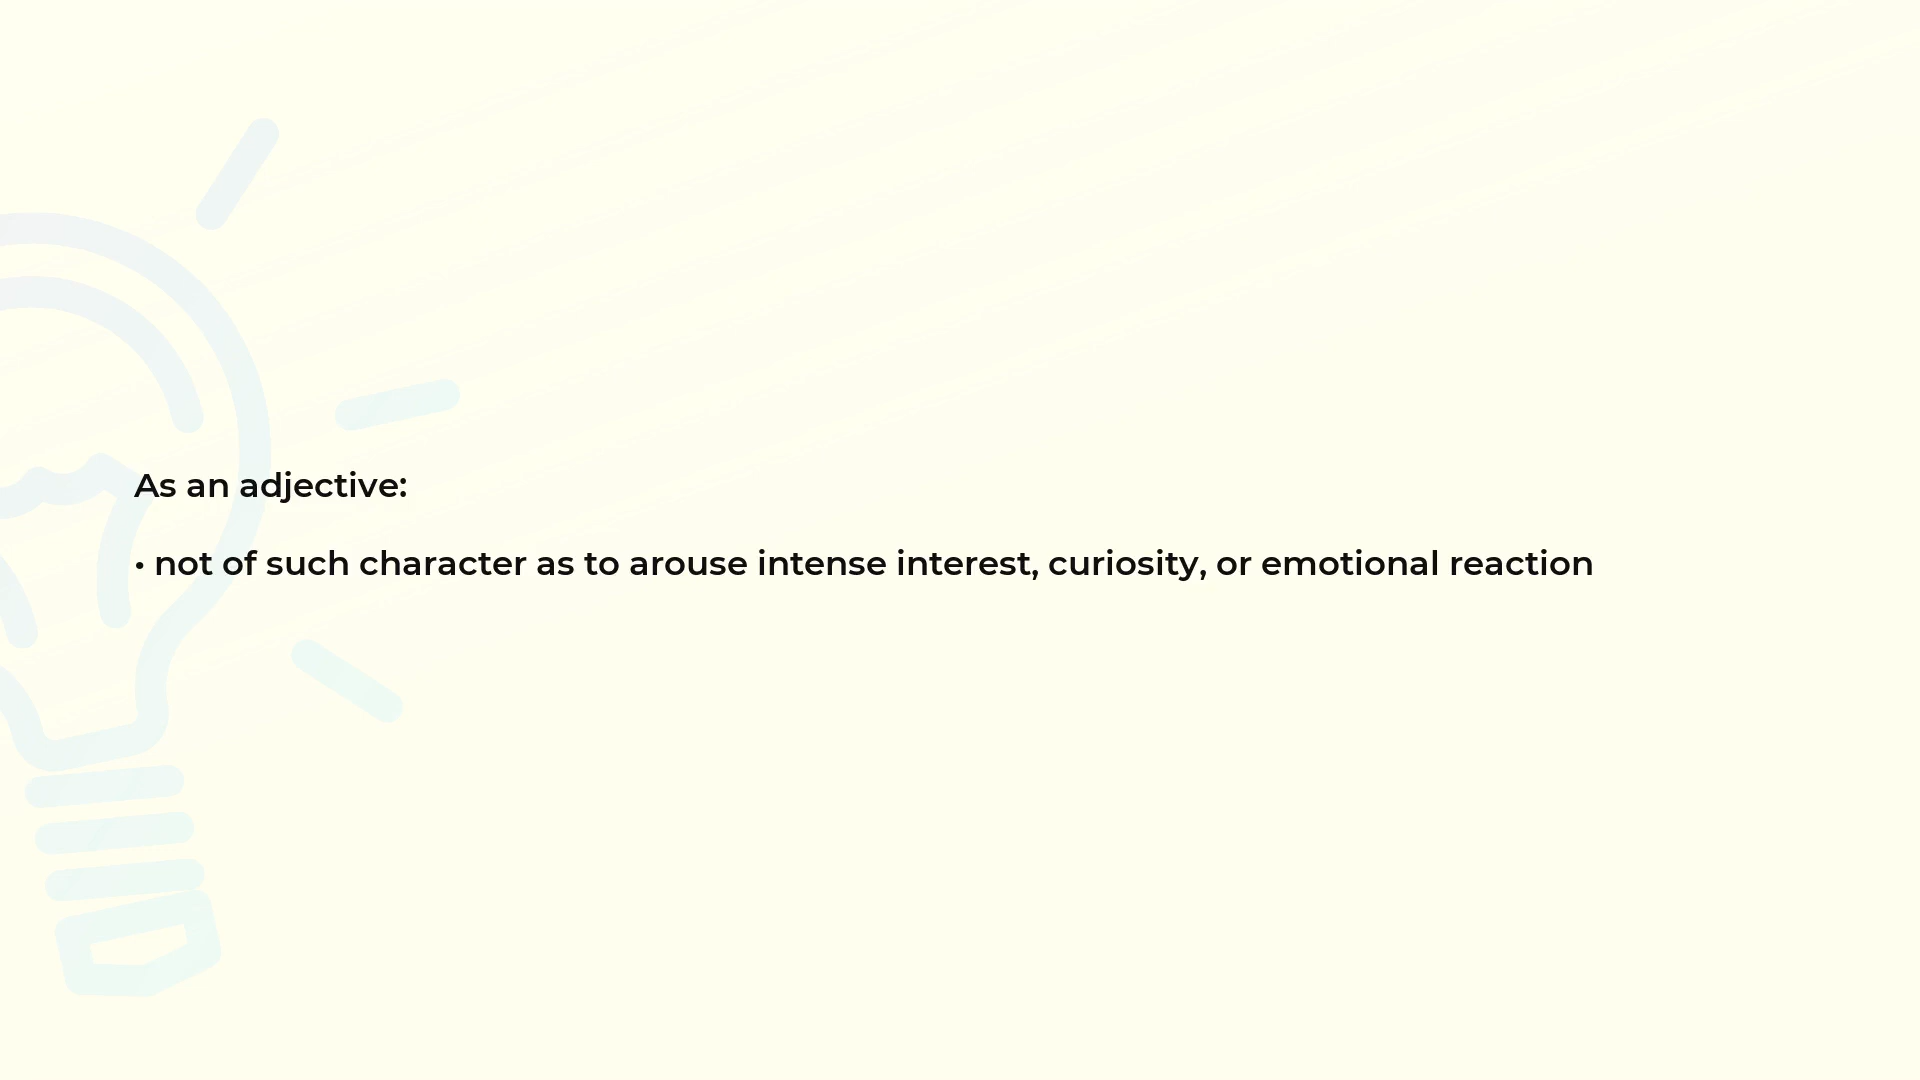 As an adjective:
• not of such character as to arouse intense interest, curiosity, or emotional reaction